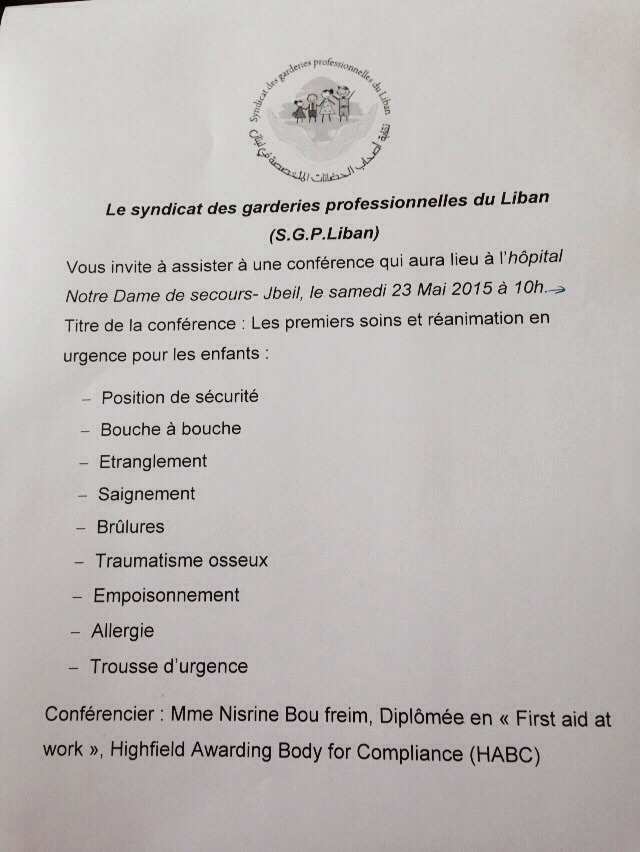 Syndicat des garderies professionnelles du Liban
نقابة أصحاب الحضانات المتخصصة في لبنان
Le syndicat des garderies professionnelles du Liban
(S.G.P.Liban)
Vous invite à assister à une conférence qui aura lieu à l'hôpital
Notre Dame de secours- Jbeil, le samedi 23 Mai 2015 à 10h.
Titre de la conférence : Les premiers soins et réanimation en
urgence pour les enfants :
– Position de sécurité
– Bouche à bouche
– Etranglement
– Saignement
– Brûlures
– Traumatisme osseux
– Empoisonnement
– Allergie
– Trousse d'urgence
Conférencier : Mme Nisrine Bou freim, Diplômée en « First aid at
work », Highfield Awarding Body for Compliance (HABC)